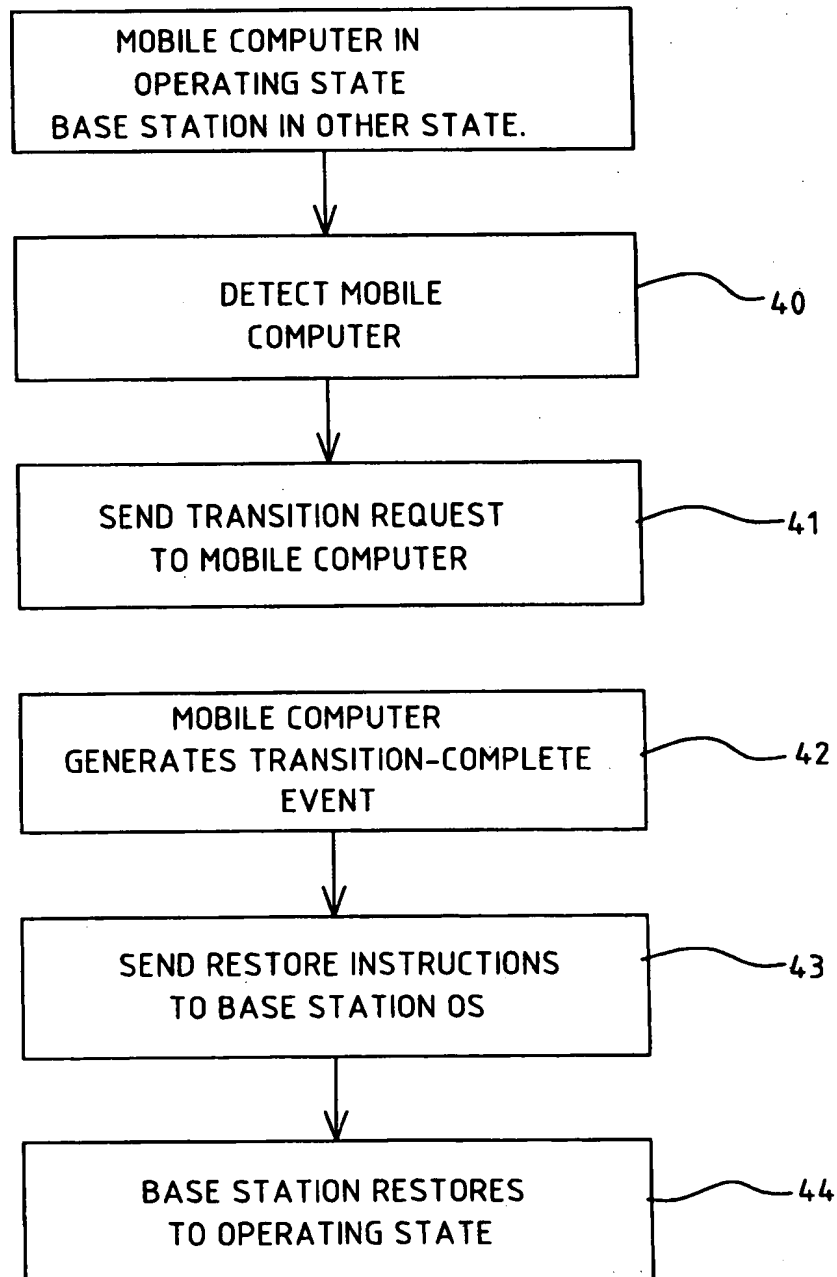 MOBILE COMPUTER IN
OPERATING STATE
BASE STATION IN OTHER STATE.
DETECT MOBILE
COMPUTER
40
SEND TRANSITION REQUEST
TO MOBILE COMPUTER
41
MOBILE COMPUTER
GENERATES TRANSITION-COMPLETE
EVENT
42
SEND RESTORE INSTRUCTIONS
TO BASE STATION OS
43
BASE STATION RESTORES
TO OPERATING STATE
44